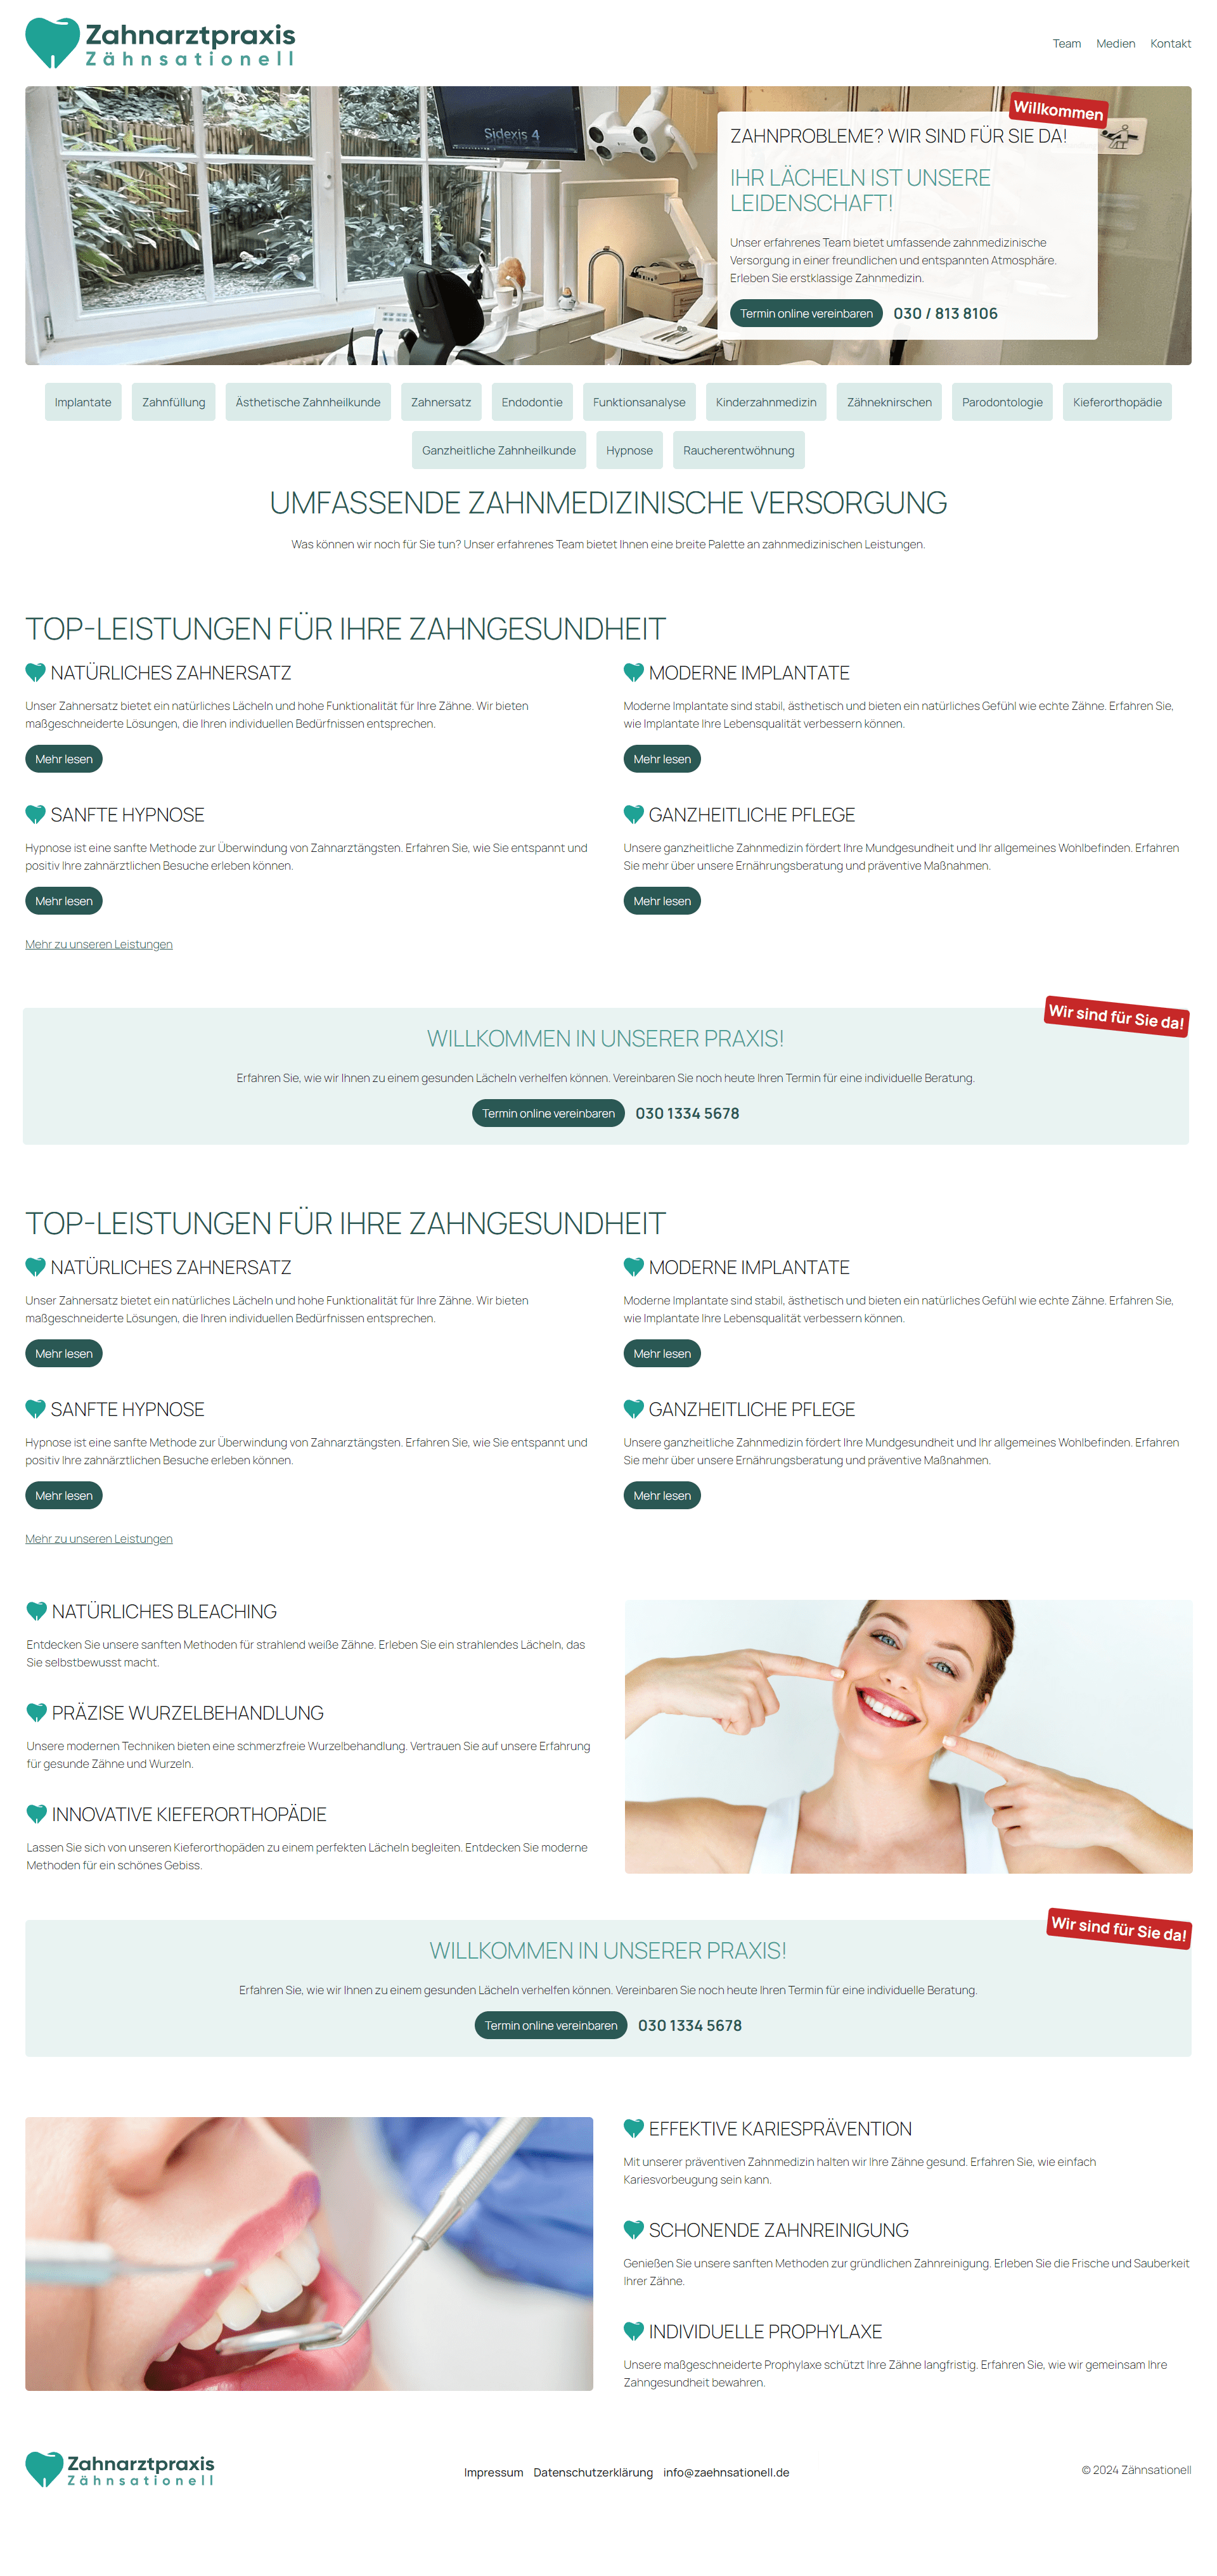 Zahnarztpraxis
Zähnsationell
Team Medien Kontakt
Sidexis 4
Willkommen
ZAHNPROBLEME? WIR SIND FÜR SIE DA!
IHR LÄCHELN IST UNSERE
LEIDENSCHAFT!
Unser erfahrenes Team bietet umfassende zahnmedizinische
Versorgung in einer freundlichen und entspannten Atmosphäre.
Erleben Sie erstklassige Zahnmedizin.
Termin online vereinbaren 030 / 813 8106
Implantate Zahnfüllung Ästhetische Zahnheilkunde Zahnersatz Endodontie Funktionsanalyse Kinderzahnmedizin Zähneknirschen Parodontologie Kieferorthopädie
Ganzheitliche Zahnheilkunde Hypnose Raucherentwöhnung
UMFASSENDE ZAHNMEDIZINISCHE VERSORGUNG
Was können wir noch für Sie tun? Unser erfahrenes Team bietet Ihnen eine breite Palette an zahnmedizinischen Leistungen.
TOP-LEISTUNGEN FÜR IHRE ZAHNGESUNDHEIT
NATÜRLICHES ZAHNERSATZ
Unser Zahnersatz bietet ein natürliches Lächeln und hohe Funktionalität für Ihre Zähne. Wir bieten
maßgeschneiderte Lösungen, die Ihren individuellen Bedürfnissen entsprechen.
Mehr lesen
MODERNE IMPLANTATE
Moderne Implantate sind stabil, ästhetisch und bieten ein natürliches Gefühl wie echte Zähne. Erfahren Sie,
wie Implantate Ihre Lebensqualität verbessern können.
Mehr lesen
SANFTE HYPNOSE
Hypnose ist eine sanfte Methode zur Überwindung von Zahnarztängsten. Erfahren Sie, wie Sie entspannt und
positiv Ihre zahnärztlichen Besuche erleben können.
Mehr lesen
GANZHEITLICHE PFLEGE
Unsere ganzheitliche Zahnmedizin fördert Ihre Mundgesundheit und Ihr allgemeines Wohlbefinden. Erfahren
Sie mehr über unsere Ernährungsberatung und präventive Maßnahmen.
Mehr lesen
Mehr zu unseren Leistungen
Wir sind für Sie da!
WILLKOMMEN IN UNSERER PRAXIS!
Erfahren Sie, wie wir Ihnen zu einem gesunden Lächeln verhelfen können. Vereinbaren Sie noch heute Ihren Termin für eine individuelle Beratung.
Termin online vereinbaren 030 1334 5678
TOP-LEISTUNGEN FÜR IHRE ZAHNGESUNDHEIT
NATÜRLICHES ZAHNERSATZ
Unser Zahnersatz bietet ein natürliches Lächeln und hohe Funktionalität für Ihre Zähne. Wir bieten
maßgeschneiderte Lösungen, die Ihren individuellen Bedürfnissen entsprechen.
Mehr lesen
MODERNE IMPLANTATE
Moderne Implantate sind stabil, ästhetisch und bieten ein natürliches Gefühl wie echte Zähne. Erfahren Sie,
wie Implantate Ihre Lebensqualität verbessern können.
Mehr lesen
SANFTE HYPNOSE
Hypnose ist eine sanfte Methode zur Überwindung von Zahnarztängsten. Erfahren Sie, wie Sie entspannt und
positiv Ihre zahnärztlichen Besuche erleben können.
Mehr lesen
GANZHEITLICHE PFLEGE
Unsere ganzheitliche Zahnmedizin fördert Ihre Mundgesundheit und Ihr allgemeines Wohlbefinden. Erfahren
Sie mehr über unsere Ernährungsberatung und präventive Maßnahmen.
Mehr lesen
Mehr zu unseren Leistungen
NATÜRLICHES BLEACHING
Entdecken Sie unsere sanften Methoden für strahlend weiße Zähne. Erleben Sie ein strahlendes Lächeln, das
Sie selbstbewusst macht.
PRÄZISE WURZELBEHANDLUNG
Unsere modernen Techniken bieten eine schmerzfreie Wurzelbehandlung. Vertrauen Sie auf unsere Erfahrung
für gesunde Zähne und Wurzeln.
INNOVATIVE KIEFERORTHOPÄDIE
Lassen Sie sich von unseren Kieferorthopäden zu einem perfekten Lächeln begleiten. Entdecken Sie moderne
Methoden für ein schönes Gebiss.
Wir sind für Sie da!
WILLKOMMEN IN UNSERER PRAXIS!
Erfahren Sie, wie wir Ihnen zu einem gesunden Lächeln verhelfen können. Vereinbaren Sie noch heute Ihren Termin für eine individuelle Beratung.
Termin online vereinbaren 030 1334 5678
EFFEKTIVE KARIESPRÄVENTION
Mit unserer präventiven Zahnmedizin halten wir Ihre Zähne gesund. Erfahren Sie, wie einfach
Kariesvorbeugung sein kann.
SCHONENDE ZAHNREINIGUNG
Genießen Sie unsere sanften Methoden zur gründlichen Zahnreinigung. Erleben Sie die Frische und Sauberkeit
Ihrer Zähne.
INDIVIDUELLE PROPHYLAXE
Unsere maßgeschneiderte Prophylaxe schützt Ihre Zähne langfristig. Erfahren Sie, wie wir gemeinsam Ihre
Zahngesundheit bewahren.
Zahnarztpraxis
Zähnsationell
Impressum Datenschutzerklärung info@zaehnsationell.de
© 2024 Zähnsationell